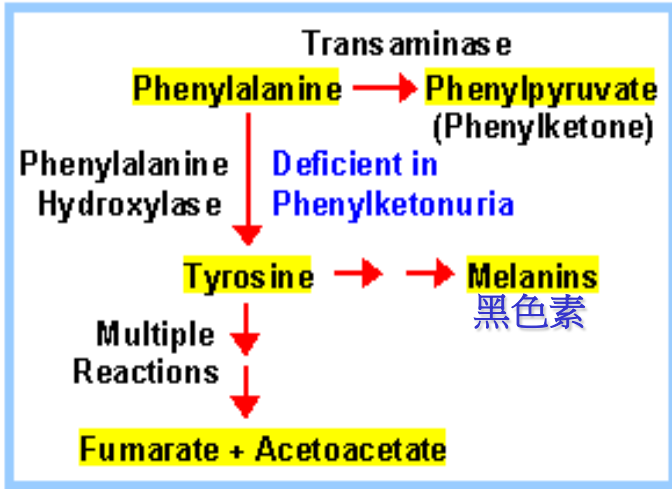 Transaminase
Phenylalanine Phenylpyruvate
(Phenylketone)
Phenylalanine Deficient in
Hydroxylase Phenylketonuria
Tyrosine Melanins
黑色素
Multiple
Reactions
Fumarate + Acetoacetate